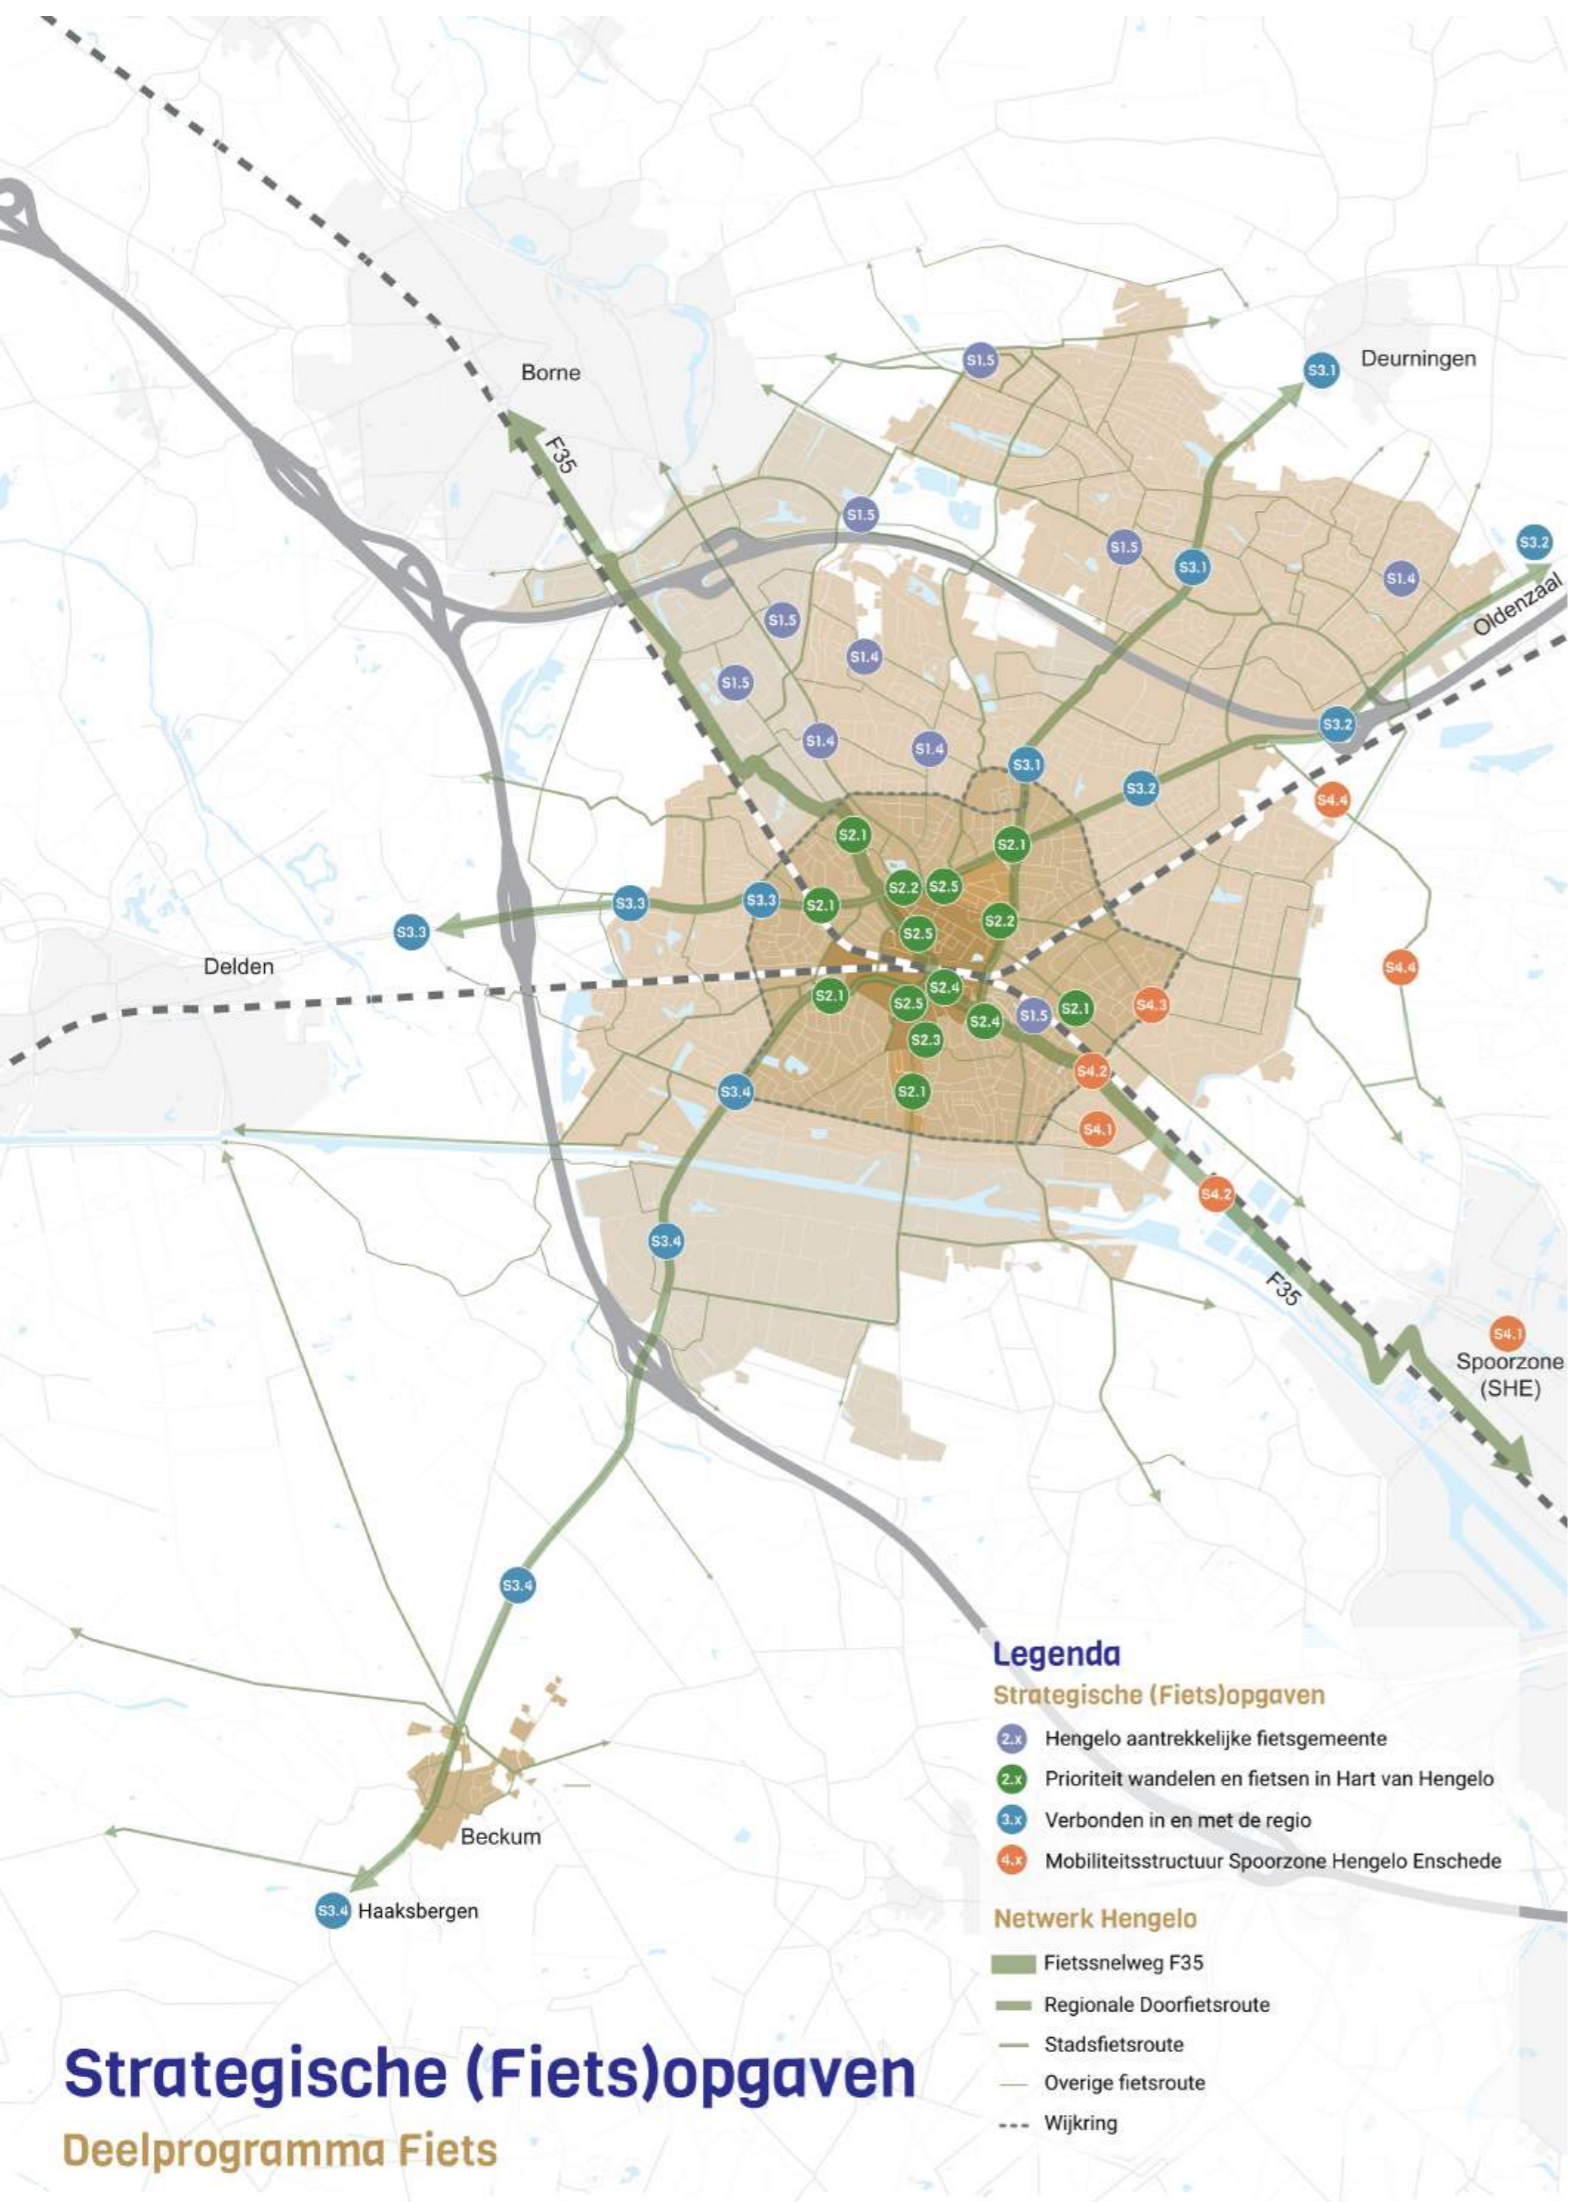 Borne
F35
S1.5
Deurningen
S3.1
S1.5
S1.5
S3.1
S3.2
S1.4
Oldenzaal
S1.5
S1.4
S1.5
S1.4
S1.4
S3.1
S3.2
S3.2
S4.4
S2.1
S2.1
S2.2
S2.5
S3.3
S3.3
S3.3
S2.1
S2.2
S2.5
Delden
S4.4
S2.1
S2.5
S2.4
S2.4
S1.5
S2.1
S4.3
S2.3
S4.2
S3.4
S2.1
S4.1
S4.2
S3.4
F35
S4.1
Spoorzone
(SHE)
S3.4
Beckum
S3.4 Haaksbergen
Legenda
Strategische (Fiets)opgaven
2.x Hengelo aantrekkelijke fietsgemeente
2.x Prioriteit wandelen en fietsen in Hart van Hengelo
3.x Verbonden in en met de regio
4.x Mobiliteitsstructuur Spoorzone Hengelo Enschede
Netwerk Hengelo
Fietssnelweg F35
Regionale Doorfietsroute
Stadsfietsroute
Overige fietsroute
Wijkring
Strategische (Fiets)opgaven
Deelprogramma Fiets